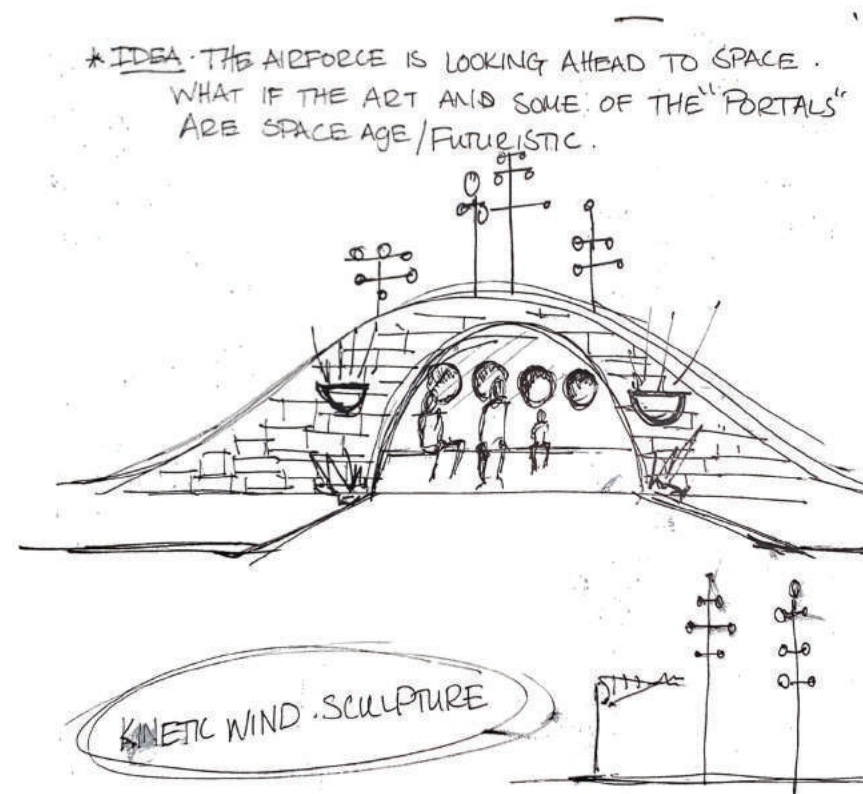 * IDEA. THE AIRFORCE IS LOOKING AHEAD TO SPACE.
WHAT IF THE ART AND SOME OF THE "PORTALS"
ARE SPACE AGE/FUTURISTIC.
KINETIC WIND. SCULPTURE